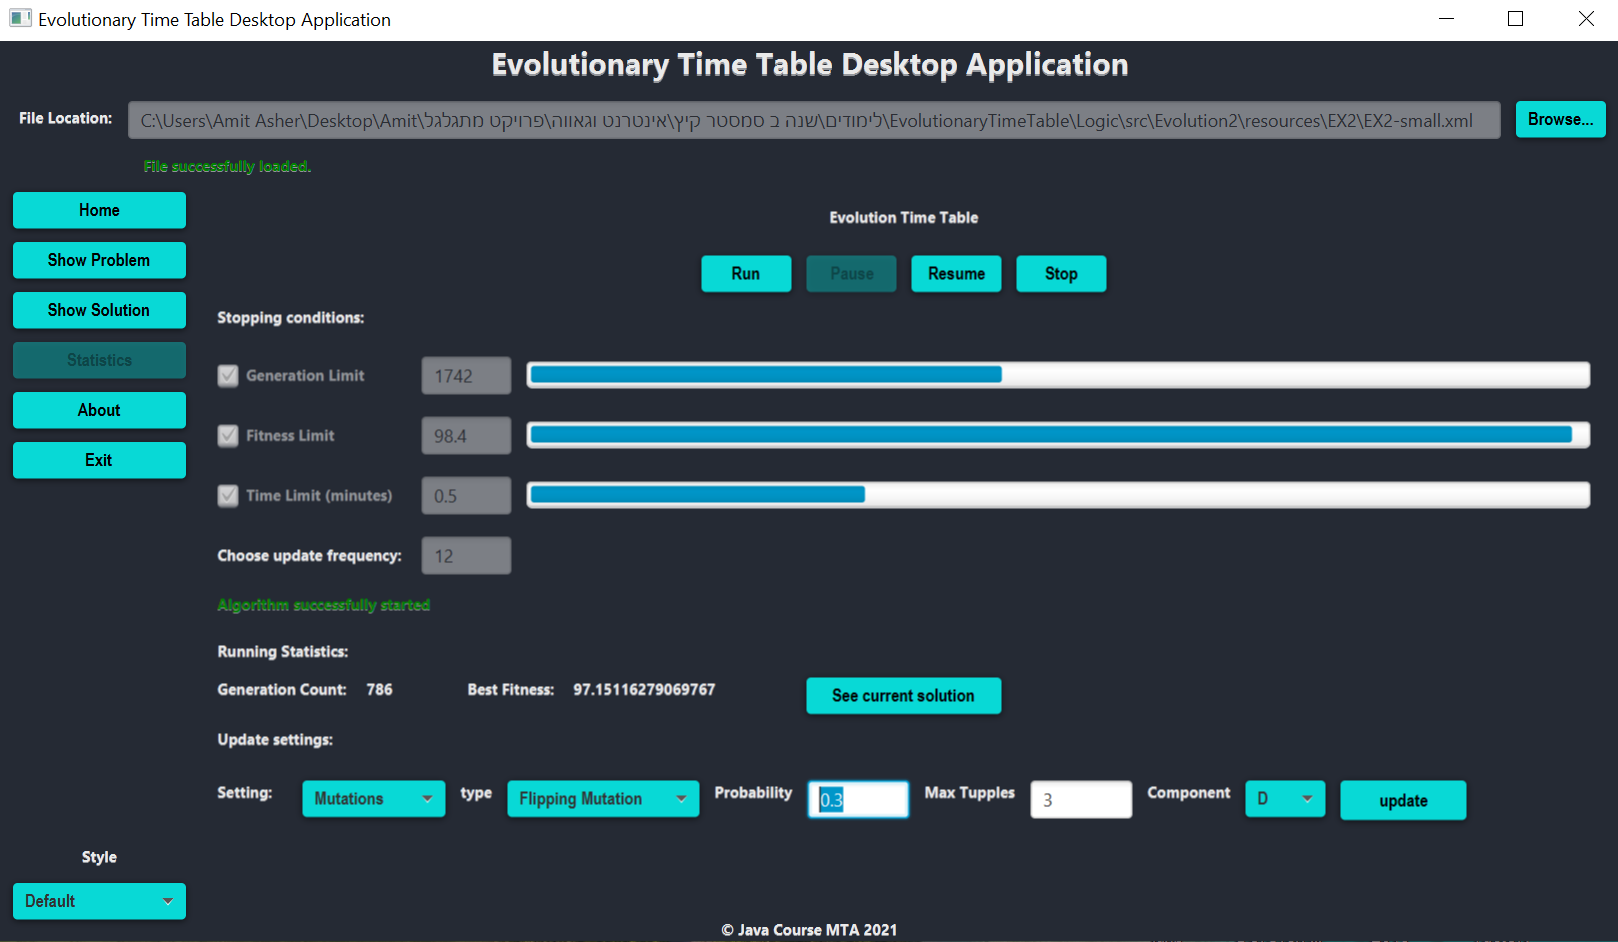 Evolutionary Time Table Desktop Application
Evolutionary Time Table Desktop Application
File Location: C:\Users\Amit Asher\Desktop\Amit\לימודים\שנה ב סמסטר קיץ\אינטרנט וגאווה\פרויקט מתגלגל\EvolutionaryTimeTable\Logic\src\Evolution2\resources\EX2\EX2-small.xml Browse...
File successfully loaded.
Home
Show Problem
Show Solution
Statistics
About
Exit
Evolution Time Table
Run Pause Resume Stop
Stopping conditions:
Generation Limit 1742
Fitness Limit 98.4
Time Limit (minutes) 0.5
Choose update frequency: 12
Algorithm successfully started
Running Statistics:
Generation Count: 786 Best Fitness: 97.15116279069767 See current solution
Update settings:
Setting: Mutations type Flipping Mutation Probability 0.3 Max Tupples 3 Component D update
Style
Default
© Java Course MTA 2021